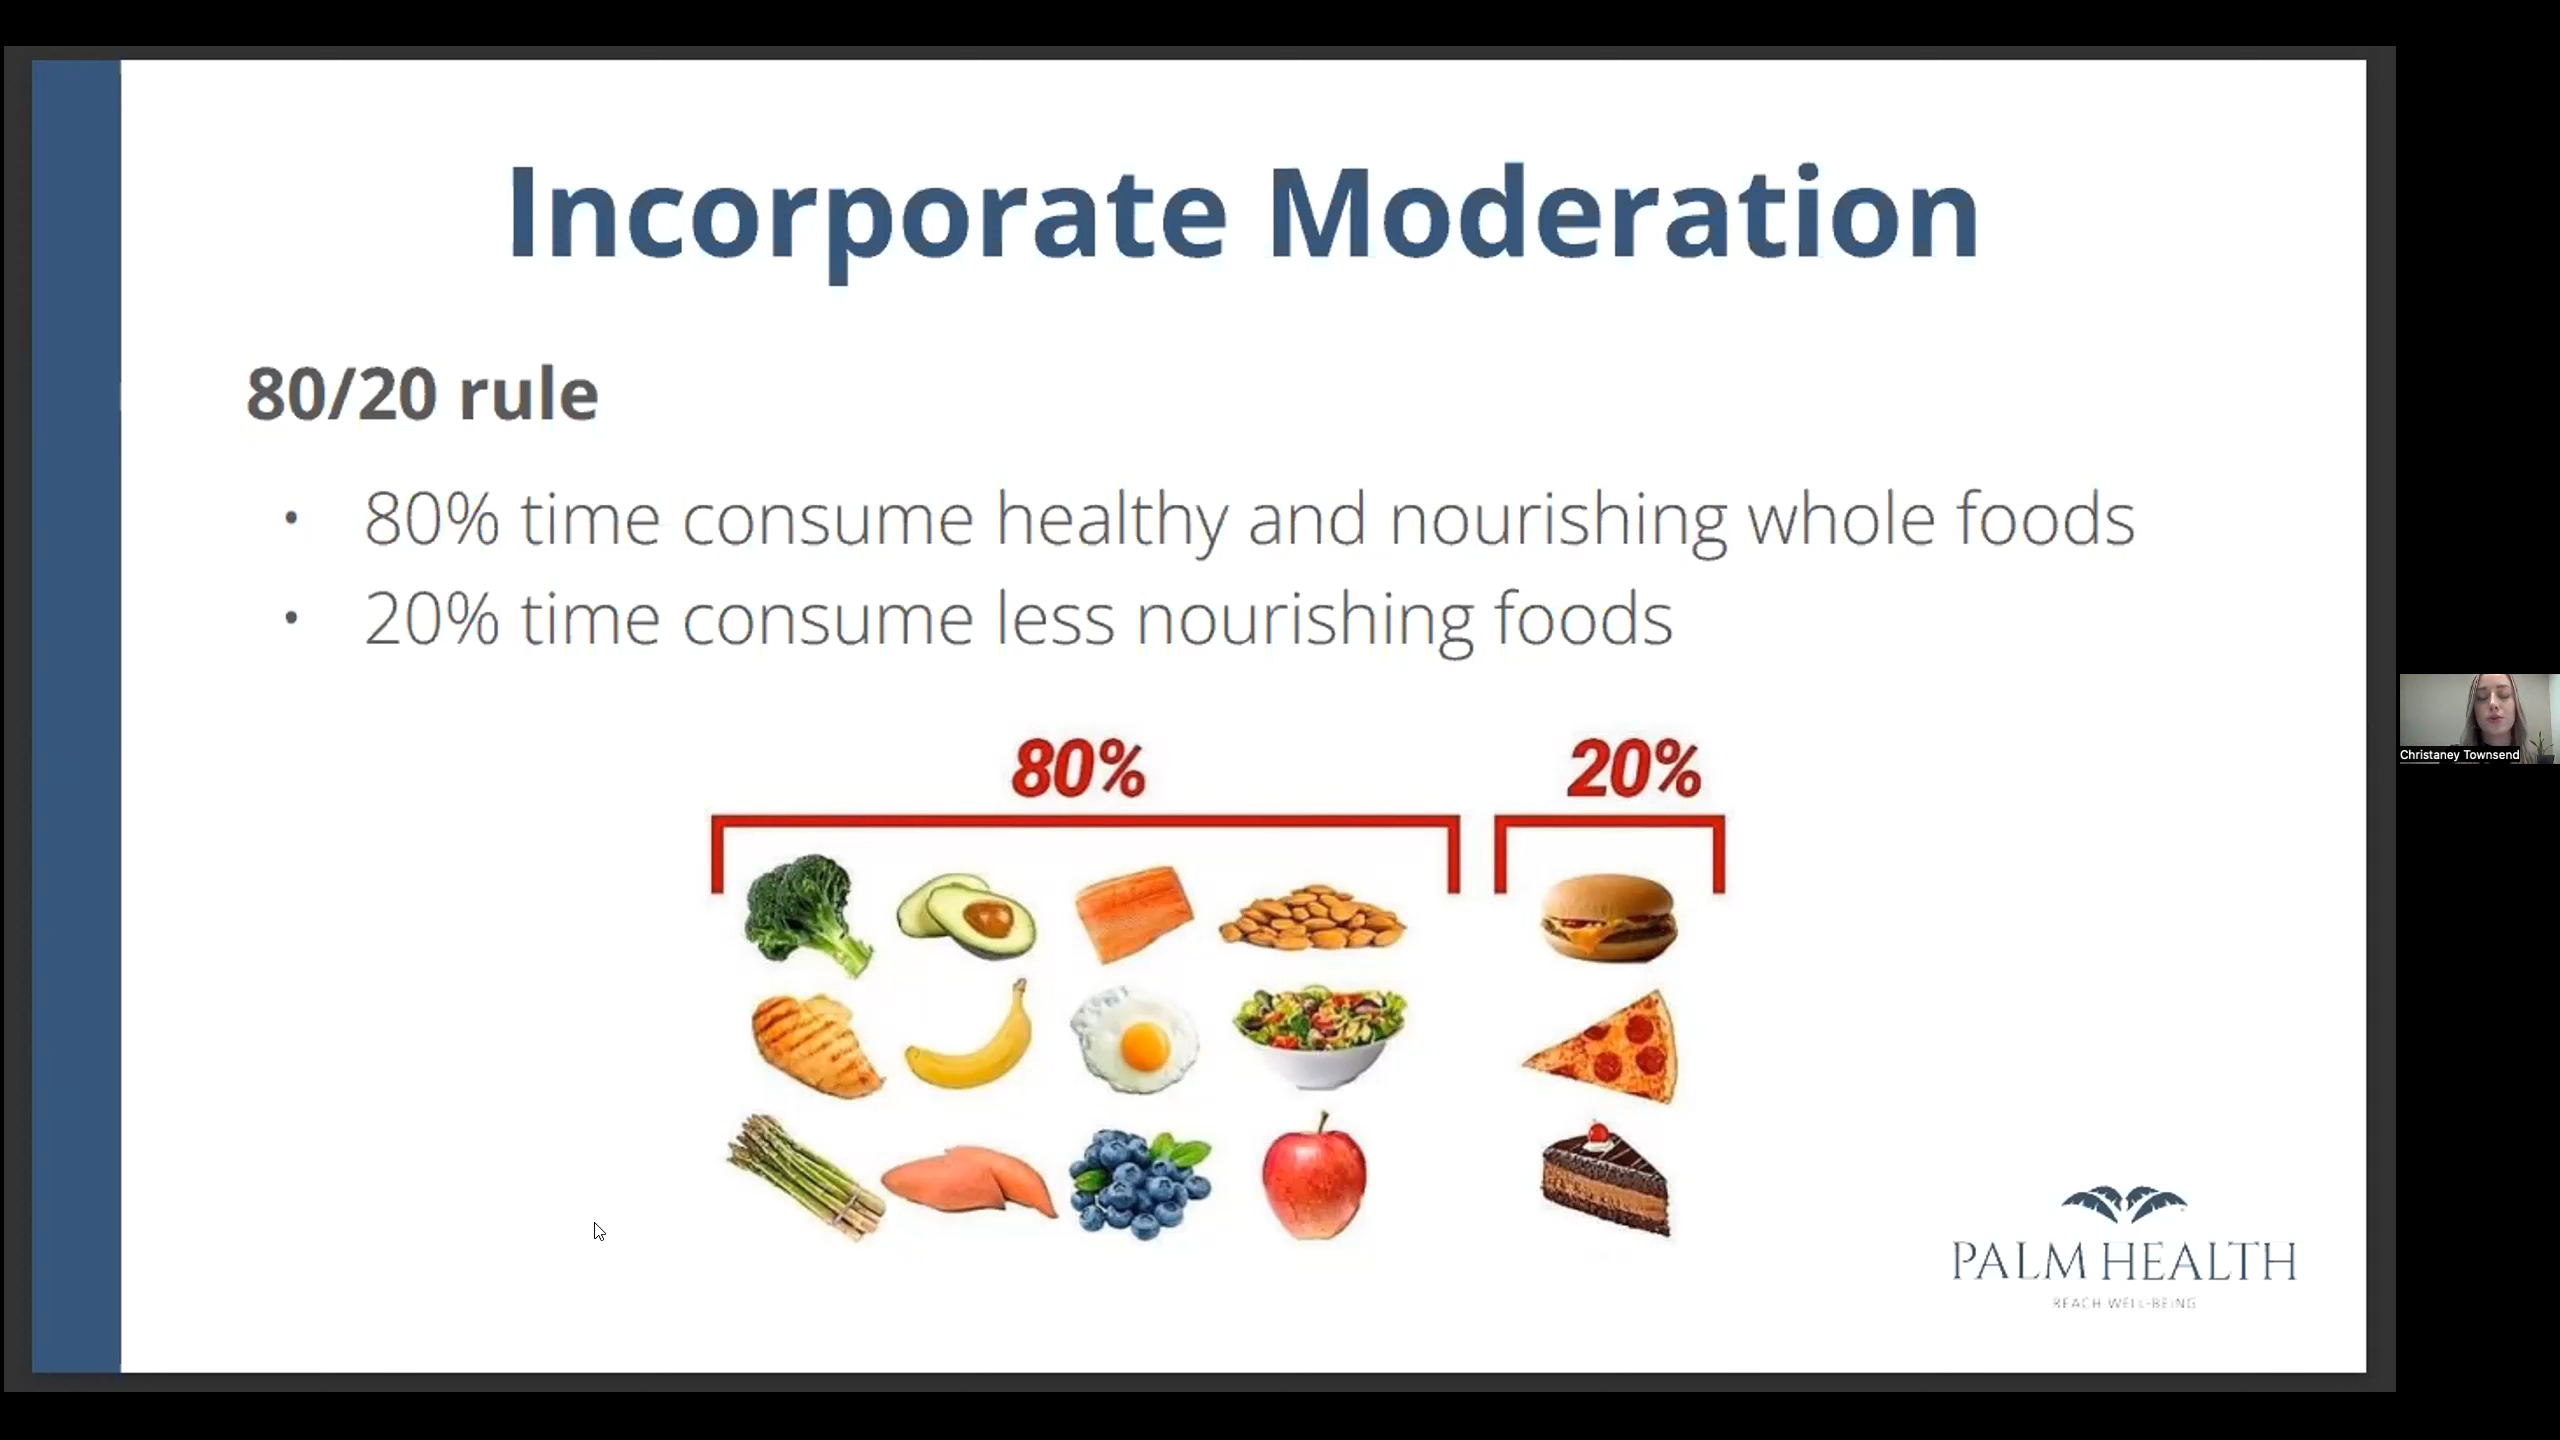 Incorporate Moderation
80/20 rule
• 80% time consume healthy and nourishing whole foods
• 20% time consume less nourishing foods
80% 20%
Christaney Townsend
PALM HEALTH
REACH WELL-BEING